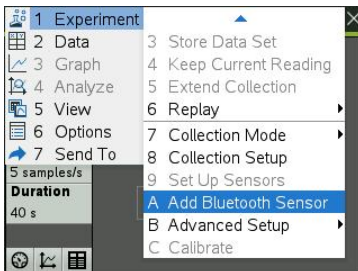 1 Experiment
2 Data
3 Graph
4 Analyze
5 View
6 Options
7 Send To
5 samples/s
Duration
40 s
3 Store Data Set
4 Keep Current Reading
5 Extend Collection
6 Replay
7 Collection Mode
8 Collection Setup
9 Set Up Sensors
A Add Bluetooth Sensor
B Advanced Setup
C Calibrate